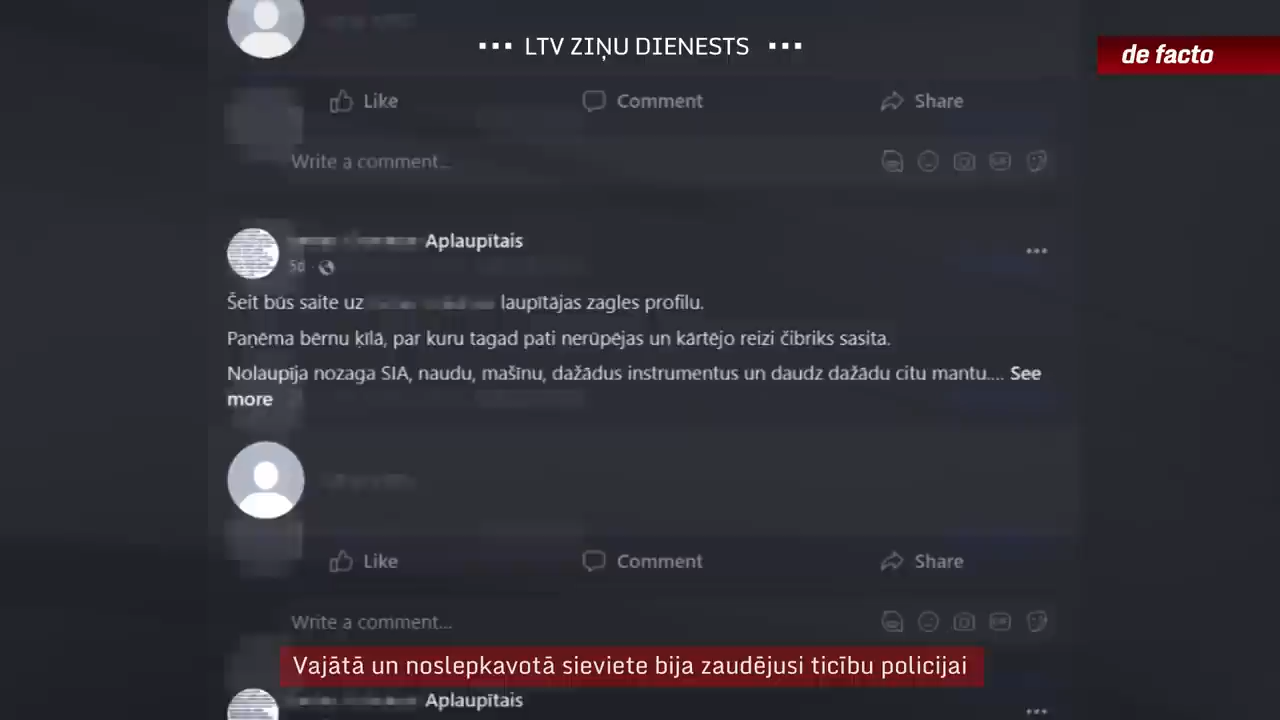 LTV ZIŅU DIENESTS
de facto
Like Comment Share
Write a comment...
Aplaupītais
5d
Šeit būs saite uz laupītājas zagles profilu.
Paņēma bērnu ķīlā, par kuru tagad pati nerūpējas un kārtējo reizi čibriks sasita.
Nolaupīja nozaga SIA, naudu, mašīnu, dažādus instrumentus un daudz dažādu citu mantu.... See
more
Like Comment Share
Write a comment...
Vajātā un noslepkavotā sieviete bija zaudējusi ticību policijai
Aplaupītais